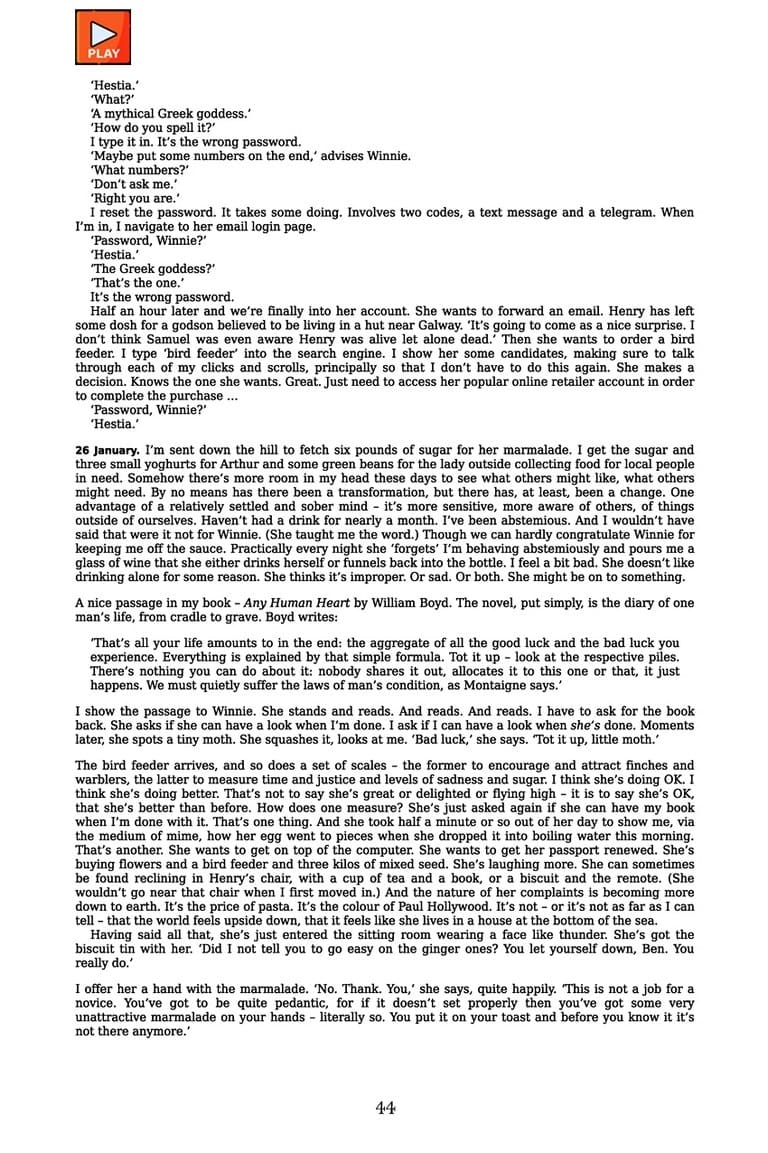 PLAY
‘Hestia.’
‘What?’
‘A mythical Greek goddess.’
‘How do you spell it?’
I type it in. It’s the wrong password.
‘Maybe put some numbers on the end,’ advises Winnie.
‘What numbers?’
‘Don’t ask me.’
‘Right you are.’
I reset the password. It takes some doing. Involves two codes, a text message and a telegram. When
I’m in, I navigate to her email login page.
‘Password, Winnie?’
‘Hestia.’
‘The Greek goddess?’
‘That’s the one.’
It’s the wrong password.
Half an hour later and we’re finally into her account. She wants to forward an email. Henry has left
some dosh for a godson believed to be living in a hut near Galway. ‘It’s going to come as a nice surprise. I
don’t think Samuel was even aware Henry was alive let alone dead.’ Then she wants to order a bird
feeder. I type ‘bird feeder’ into the search engine. I show her some candidates, making sure to talk
through each of my clicks and scrolls, principally so that I don’t have to do this again. She makes a
decision. Knows the one she wants. Great. Just need to access her popular online retailer account in order
to complete the purchase ...
‘Password, Winnie?’
‘Hestia.’
26 January. I’m sent down the hill to fetch six pounds of sugar for her marmalade. I get the sugar and
three small yoghurts for Arthur and some green beans for the lady outside collecting food for local people
in need. Somehow there’s more room in my head these days to see what others might like, what others
might need. By no means has there been a transformation, but there has, at least, been a change. One
advantage of a relatively settled and sober mind – it’s more sensitive, more aware of others, of things
outside of ourselves. Haven’t had a drink for nearly a month. I’ve been abstemious. And I wouldn’t have
said that were it not for Winnie. (She taught me the word.) Though we can hardly congratulate Winnie for
keeping me off the sauce. Practically every night she ‘forgets’ I’m behaving abstemiously and pours me a
glass of wine that she either drinks herself or funnels back into the bottle. I feel a bit bad. She doesn’t like
drinking alone for some reason. She thinks it’s improper. Or sad. Or both. She might be on to something.
A nice passage in my book – Any Human Heart by William Boyd. The novel, put simply, is the diary of one
man’s life, from cradle to grave. Boyd writes:
‘That’s all your life amounts to in the end: the aggregate of all the good luck and the bad luck you
experience. Everything is explained by that simple formula. Tot it up – look at the respective piles.
There’s nothing you can do about it: nobody shares it out, allocates it to this one or that, it just
happens. We must quietly suffer the laws of man’s condition, as Montaigne says.’
I show the passage to Winnie. She stands and reads. And reads. And reads. I have to ask for the book
back. She asks if she can have a look when I’m done. I ask if I can have a look when she’s done. Moments
later, she spots a tiny moth. She squashes it, looks at me. ‘Bad luck,’ she says. ‘Tot it up, little moth.’
The bird feeder arrives, and so does a set of scales – the former to encourage and attract finches and
warblers, the latter to measure time and justice and levels of sadness and sugar. I think she’s doing OK. I
think she’s doing better. That’s not to say she’s great or delighted or flying high – it is to say she’s OK,
that she’s better than before. How does one measure? She’s just asked again if she can have my book
when I’m done with it. That’s one thing. And she took half a minute or so out of her day to show me, via
the medium of mime, how her egg went to pieces when she dropped it into boiling water this morning.
That’s another. She wants to get on top of the computer. She wants to get her passport renewed. She’s
buying flowers and a bird feeder and three kilos of mixed seed. She’s laughing more. She can sometimes
be found reclining in Henry’s chair, with a cup of tea and a book, or a biscuit and the remote. (She
wouldn’t go near that chair when I first moved in.) And the nature of her complaints is becoming more
down to earth. It’s the price of pasta. It’s the colour of Paul Hollywood. It’s not – or it’s not as far as I can
tell – that the world feels upside down, that it feels like she lives in a house at the bottom of the sea.
Having said all that, she’s just entered the sitting room wearing a face like thunder. She’s got the
biscuit tin with her. ‘Did I not tell you to go easy on the ginger ones? You let yourself down, Ben. You
really do.’
I offer her a hand with the marmalade. ‘No. Thank. You,’ she says, quite happily. ‘This is not a job for a
novice. You’ve got to be quite pedantic, for if it doesn’t set properly then you’ve got some very
unattractive marmalade on your hands – literally so. You put it on your toast and before you know it it’s
not there anymore.’
44